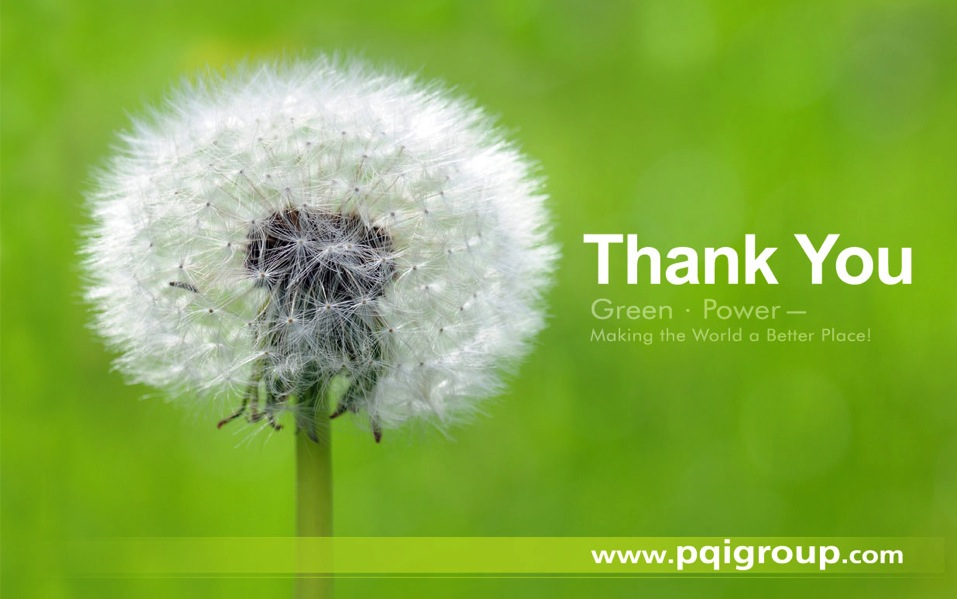 Thank You
Green · Power—
Making the World a Better Place!
www.pqigroup.com